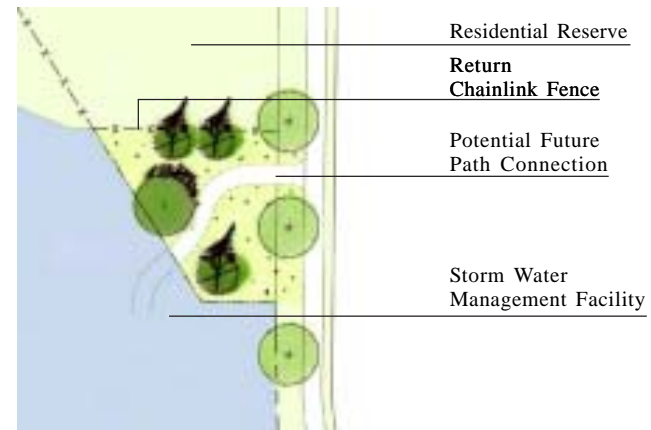 Residential Reserve
Return
Chainlink Fence
Potential Future
Path Connection
Storm Water
Management Facility